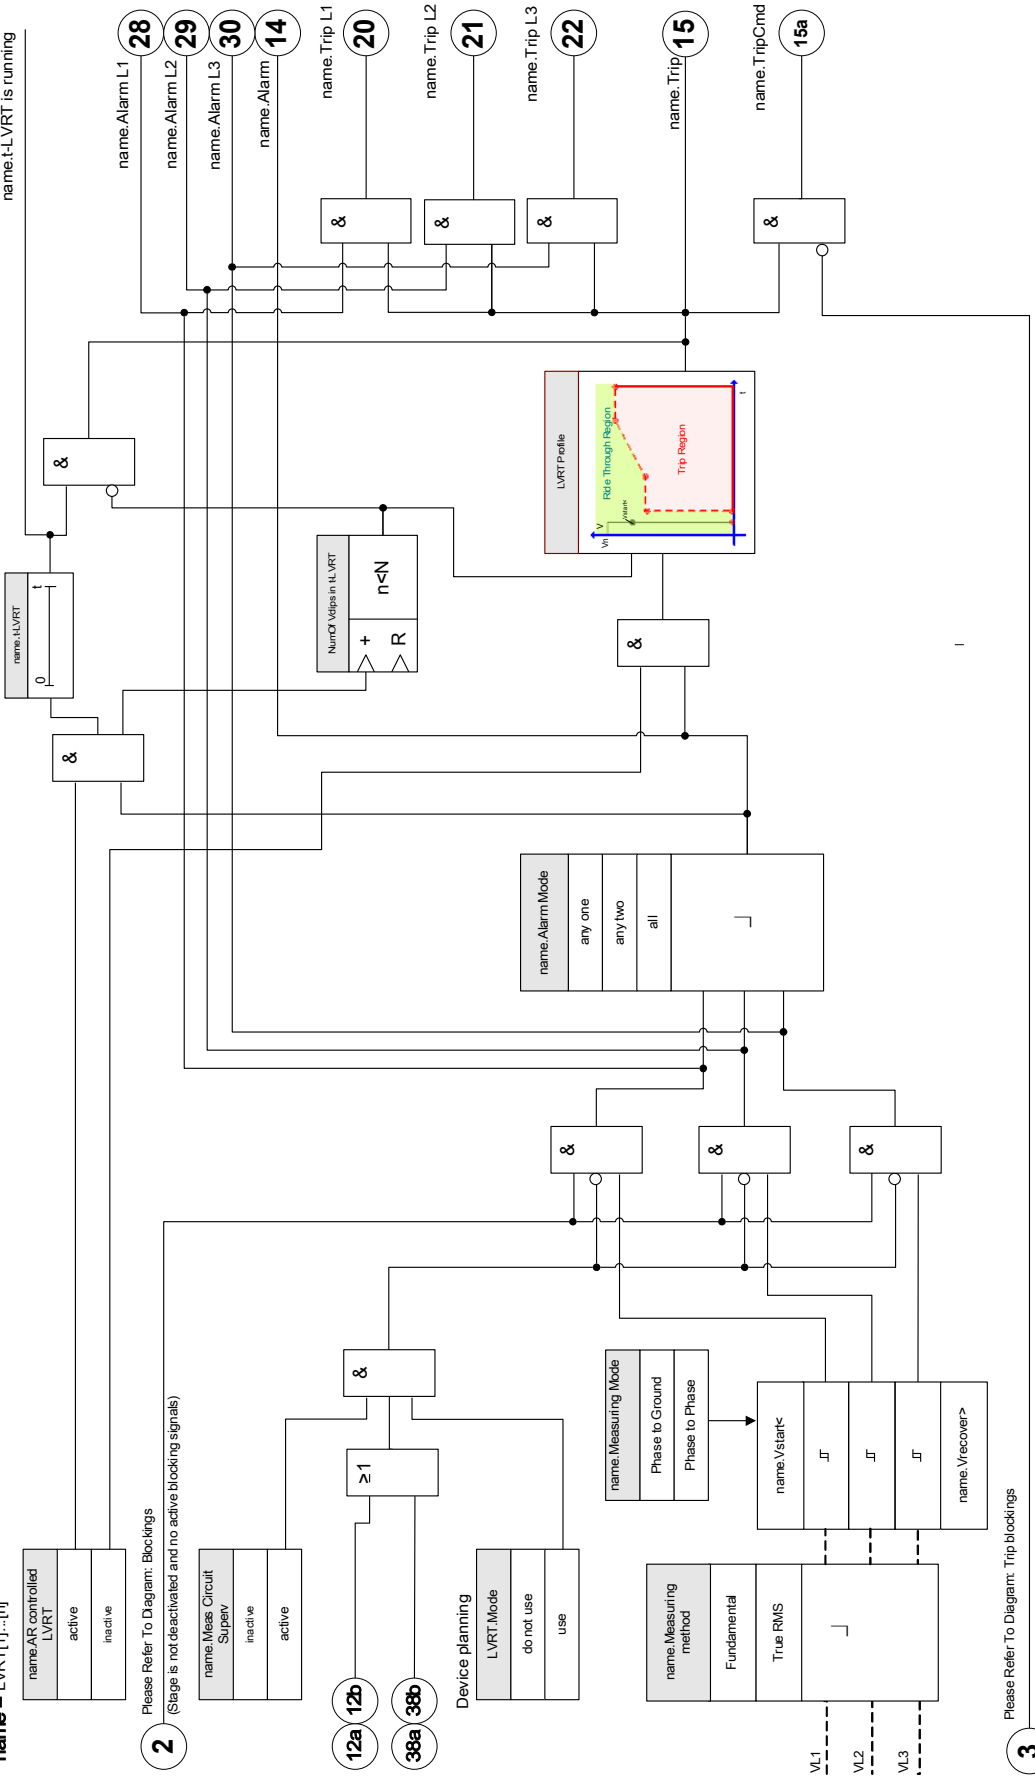 name = LVRT[1]...[n]
name.t-LVRT is running
28
name.Alarm L1
29
name.Alarm L2
30
name.Alarm L3
14
name.Alarm
20
name.Trip L1
21
name.Trip L2
22
name.Trip L3
15
name.Trip
15a
name.TripCmd
&
&
&
&
&
name.t-LVRT
0
t
&
NumOf Vdips in t-LVRT
+
R
n<N
LVRT Profile
Ride Through Region
Trip Region
Vn
V
Vstart<
t
&
&
name.Alarm Mode
any one
any two
all
&
&
&
name.AR controlled
LVRT
active
inactive
2
Please Refer To Diagram: Blockings
(Stage is not deactivated and no active blocking signals)
name.Meas Circuit
Superv
inactive
active
&
≥1
12a
12b
38a
38b
Device planning
LVRT.Mode
do not use
use
name.Measuring Mode
Phase to Ground
Phase to Phase
name.Vstart<
name.Vrecover>
name.Measuring
method
Fundamental
True RMS
VL1
VL2
VL3
3
Please Refer To Diagram: Trip blockings